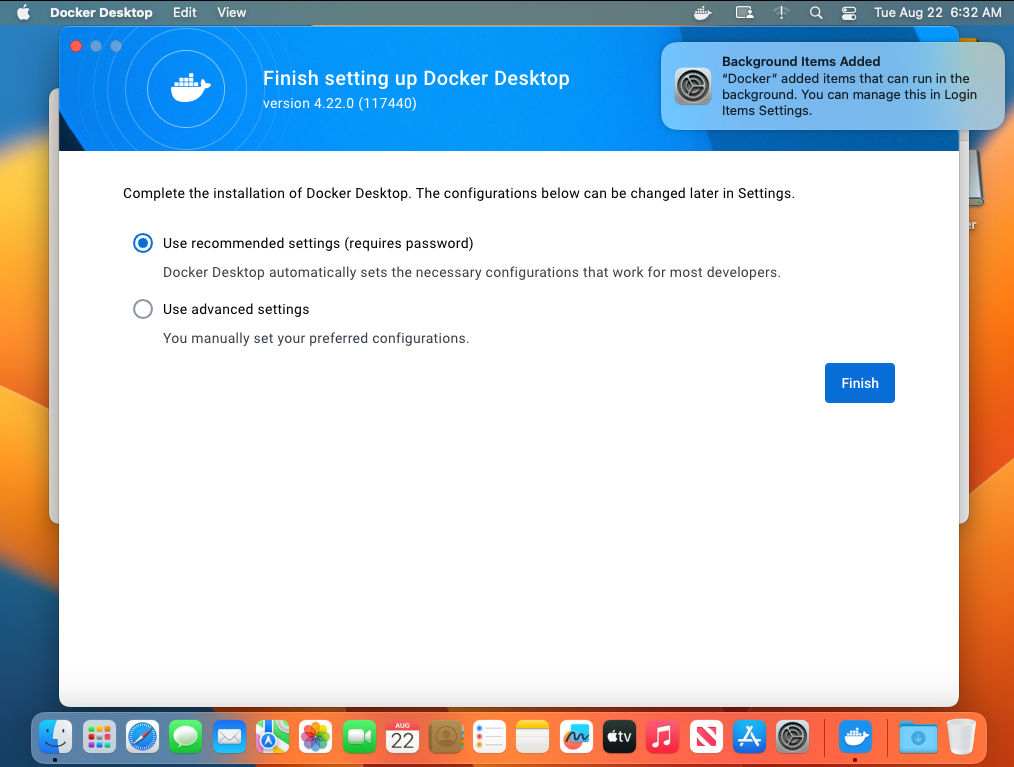 Docker Desktop Edit View Tue Aug 22 6:32 AM
Finish setting up Docker Desktop
version 4.22.0 (117440)
Background Items Added
“Docker” added items that can run in the
background. You can manage this in Login
Items Settings.
Complete the installation of Docker Desktop. The configurations below can be changed later in Settings.
Use recommended settings (requires password)
Docker Desktop automatically sets the necessary configurations that work for most developers.
Use advanced settings
You manually set your preferred configurations.
Finish
AUG
22
tv